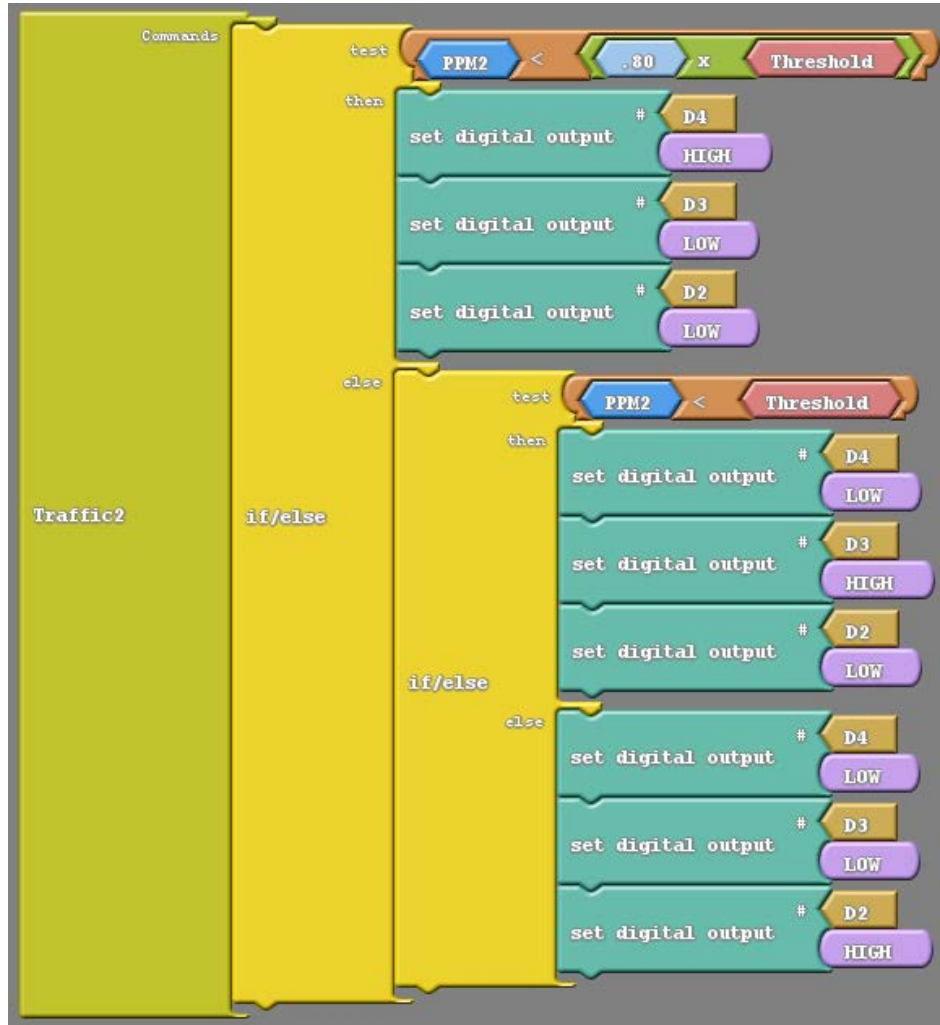 Commands
test
PPM2 < .80 x Threshold
then
set digital output # D4
HIGH
set digital output # D3
LOW
set digital output # D2
LOW
else
test
PPM2 < Threshold
then
set digital output # D4
LOW
Traffic2
if/else
set digital output # D3
HIGH
set digital output # D2
LOW
if/else
else
set digital output # D4
LOW
set digital output # D3
LOW
set digital output # D2
HIGH